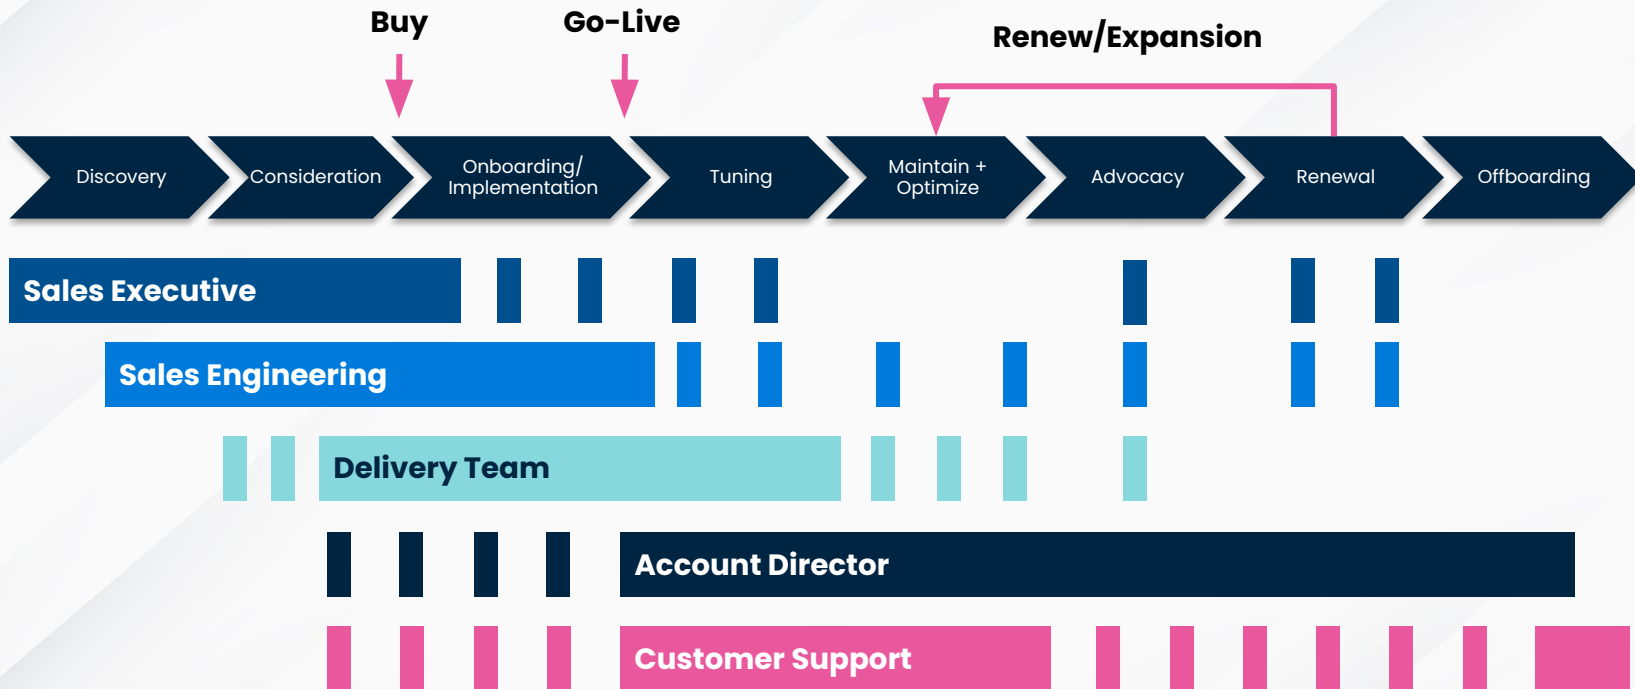 Buy
Go-Live
Renew/Expansion
Discovery
Consideration
Onboarding/
Implementation
Tuning
Maintain +
Optimize
Advocacy
Renewal
Offboarding
Sales Executive
Sales Engineering
Delivery Team
Account Director
Customer Support